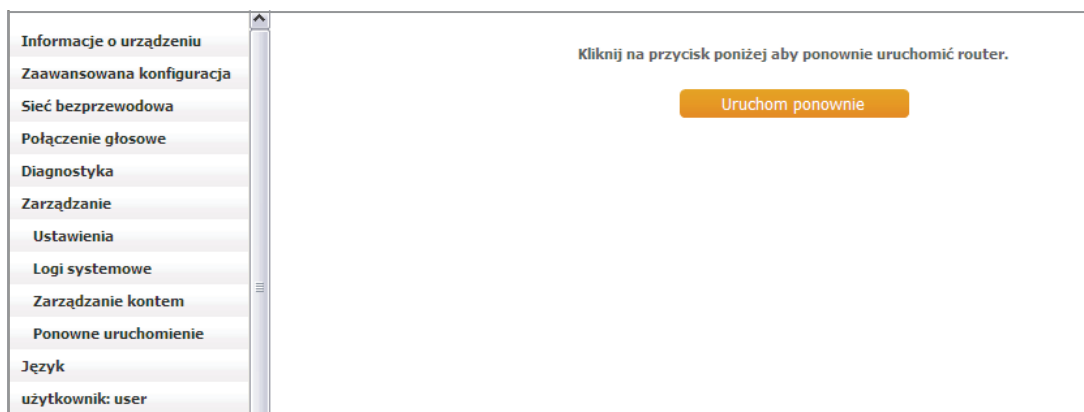 Informacje o urządzeniu
Zaawansowana konfiguracja
Sieć bezprzewodowa
Połączenie głosowe
Diagnostyka
Zarządzanie
Ustawienia
Logi systemowe
Zarządzanie kontem
Ponowne uruchomienie
Język
użytkownik: user
Kliknij na przycisk poniżej aby ponownie uruchomić router.
Uruchom ponownie